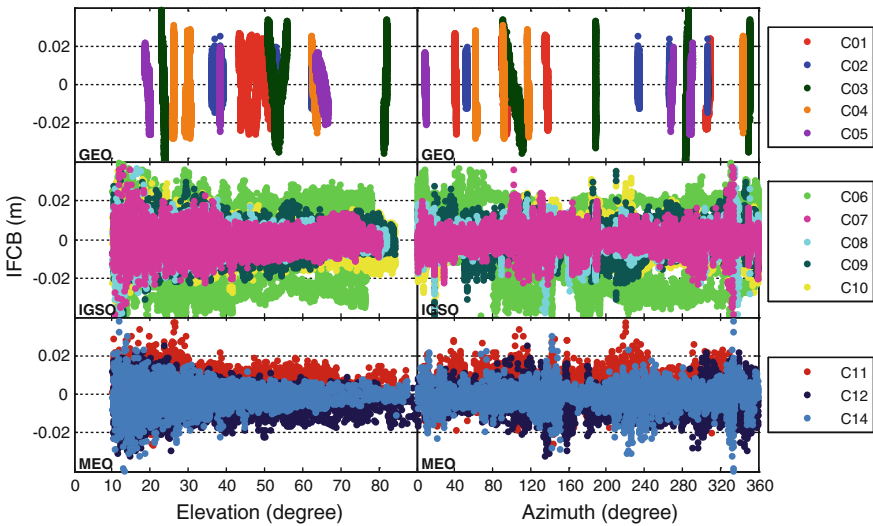 0.02
0
-0.02
GEO
GEO
C01
C02
C03
C04
C05
IFCB (m)
0.02
0
-0.02
IGSO
IGSO
C06
C07
C08
C09
C10
0.02
0
-0.02
MEO
MEO
C11
C12
C14
0 10 20 30 40 50 60 70 80
0 40 80 120 160 200 240 280 320 360
Elevation (degree)
Azimuth (degree)